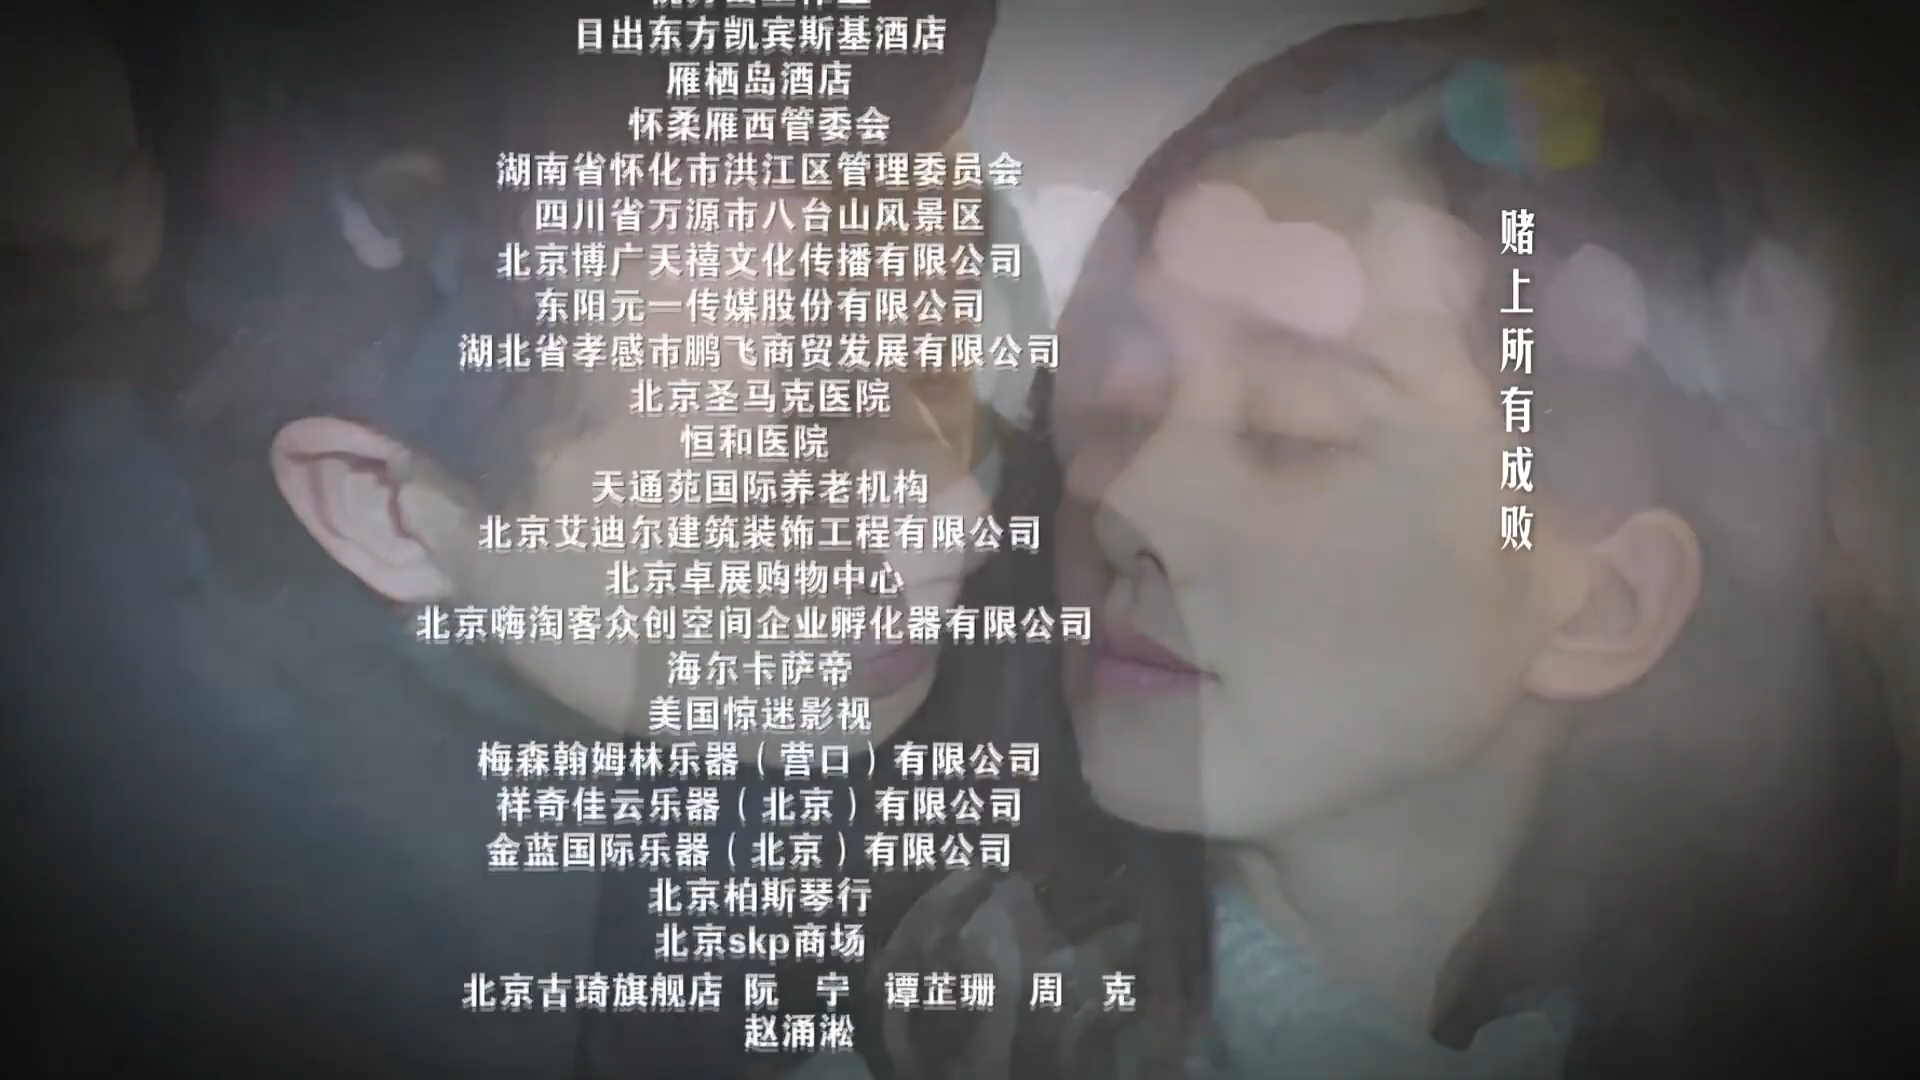 日出东方凯宾斯基酒店
雁栖岛酒店
怀柔雁西管委会
湖南省怀化市洪江区管理委员会
四川省万源市八台山风景区
北京博广天禧文化传播有限公司
东阳元一传媒股份有限公司
湖北省孝感市鹏飞商贸发展有限公司
北京圣马克医院
恒和医院
天通苑国际养老机构
北京艾迪尔建筑装饰工程有限公司
北京卓展购物中心
北京嗨淘客众创空间企业孵化器有限公司
海尔卡萨帝
美国惊迷影视
梅森翰姆林乐器（营口）有限公司
祥奇佳云乐器（北京）有限公司
金蓝国际乐器（北京）有限公司
北京柏斯琴行
北京skp商场
北京古琦旗舰店 阮 宁 谭芷珊 周 克
赵涌淞
赌上所有成败